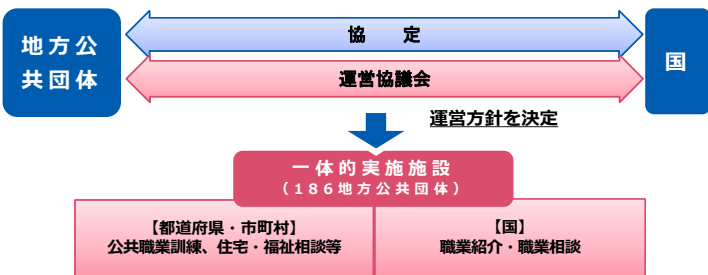 地方公
共団体
協　定
国
運営協議会
運営方針を決定
一体的実施施設
（186地方公共団体）
【都道府県・市町村】
公共職業訓練、住宅・福祉相談等
【国】
職業紹介・職業相談